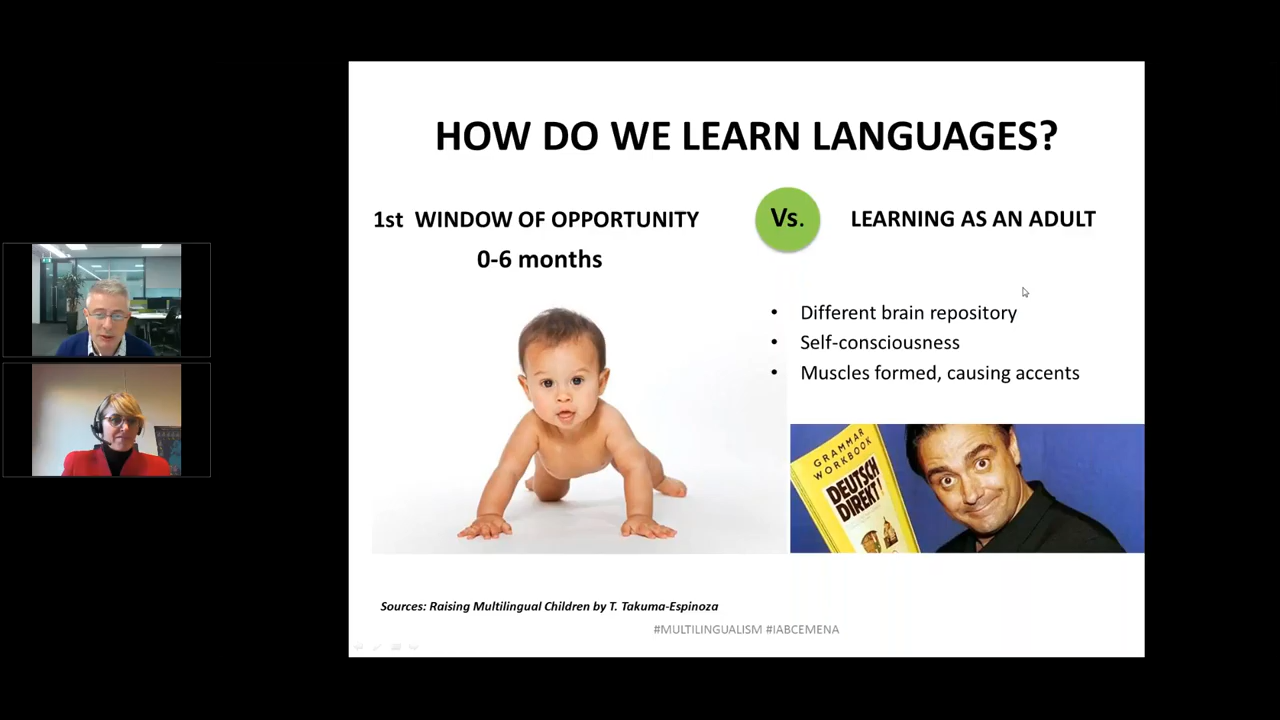 HOW DO WE LEARN LANGUAGES?
1st WINDOW OF OPPORTUNITY
0-6 months
Vs.
LEARNING AS AN ADULT
• Different brain repository
• Self-consciousness
• Muscles formed, causing accents
GRAMMAR
WORKBOOK
DEUTSCH
DIREKT!
Sources: Raising Multilingual Children by T. Takuma-Espinoza
#MULTILINGUALISM #IABCEMENA